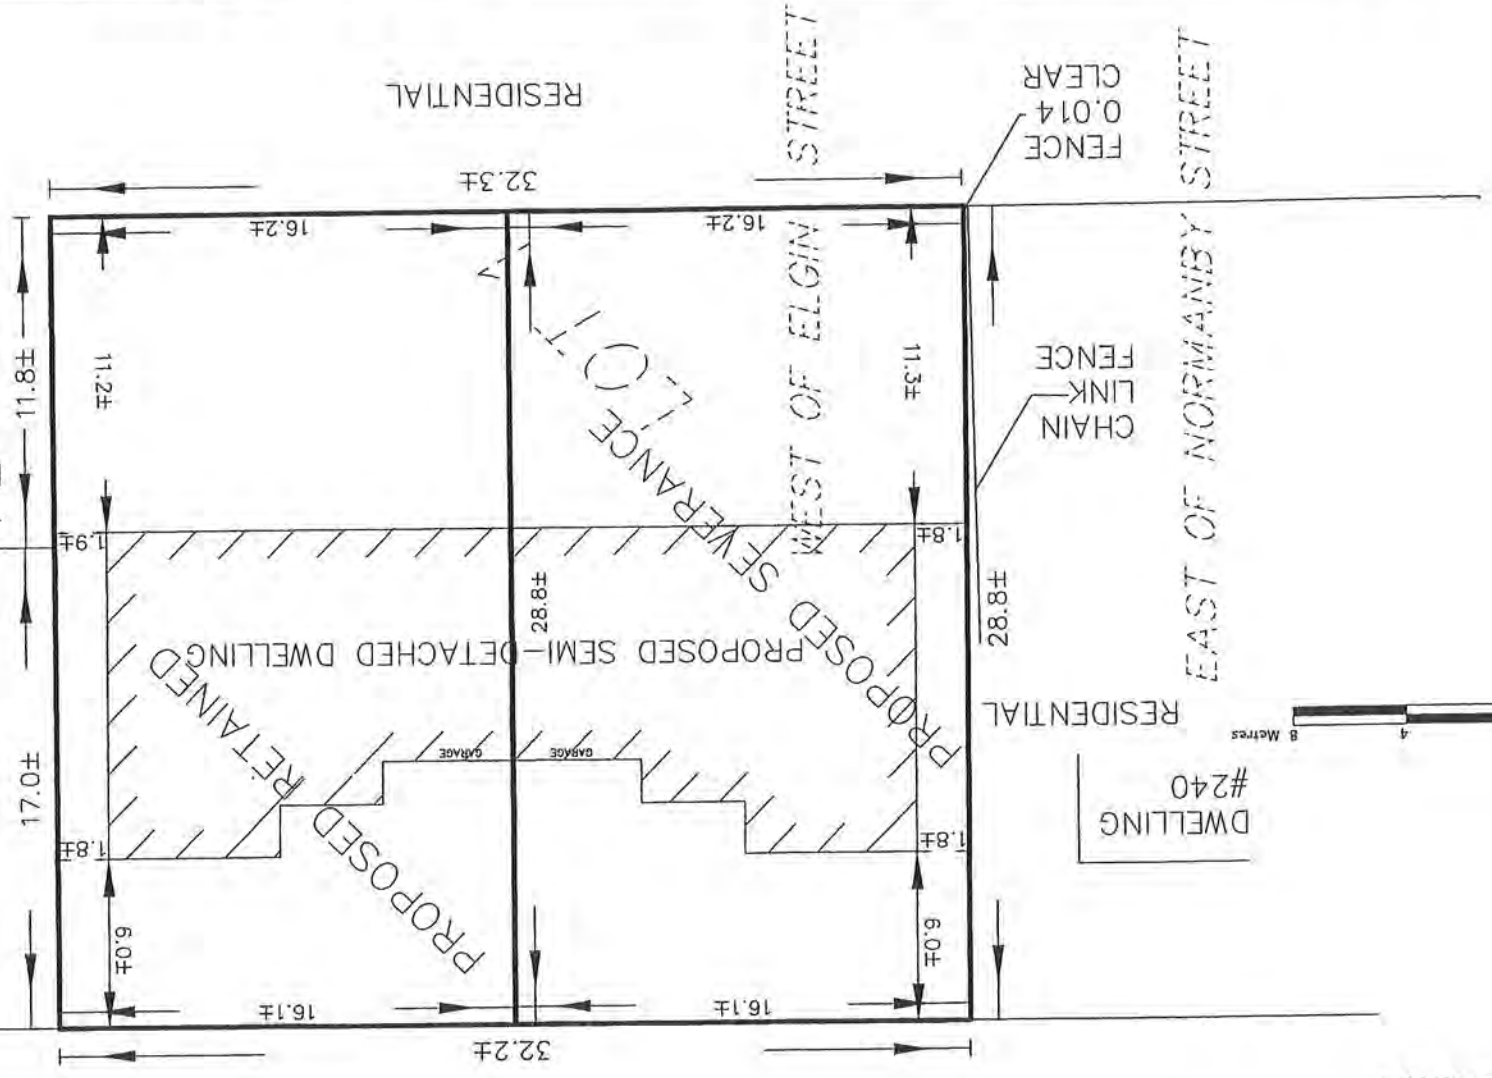 32.2±
16.1±
16.1±
6.0±
6.0±
DWELLING
#240
8 Metres
4
1.8±
1.8±
17.0±
GARAGE
GARAGE
RESIDENTIAL
PROPOSED SEMI-DETACHED DWELLING
PROPOSED
RETAINED
PROPOSED SEVERANCE
28.8±
28.8±
1.8±
1.9±
EAST OF NORMANBY STREET
WEST OF ELGIN STREET
CHAIN
LINK
FENCE
LOT
11.3±
11.2±
11.8±
16.2±
16.2±
32.3±
FENCE
0.014
CLEAR
RESIDENTIAL